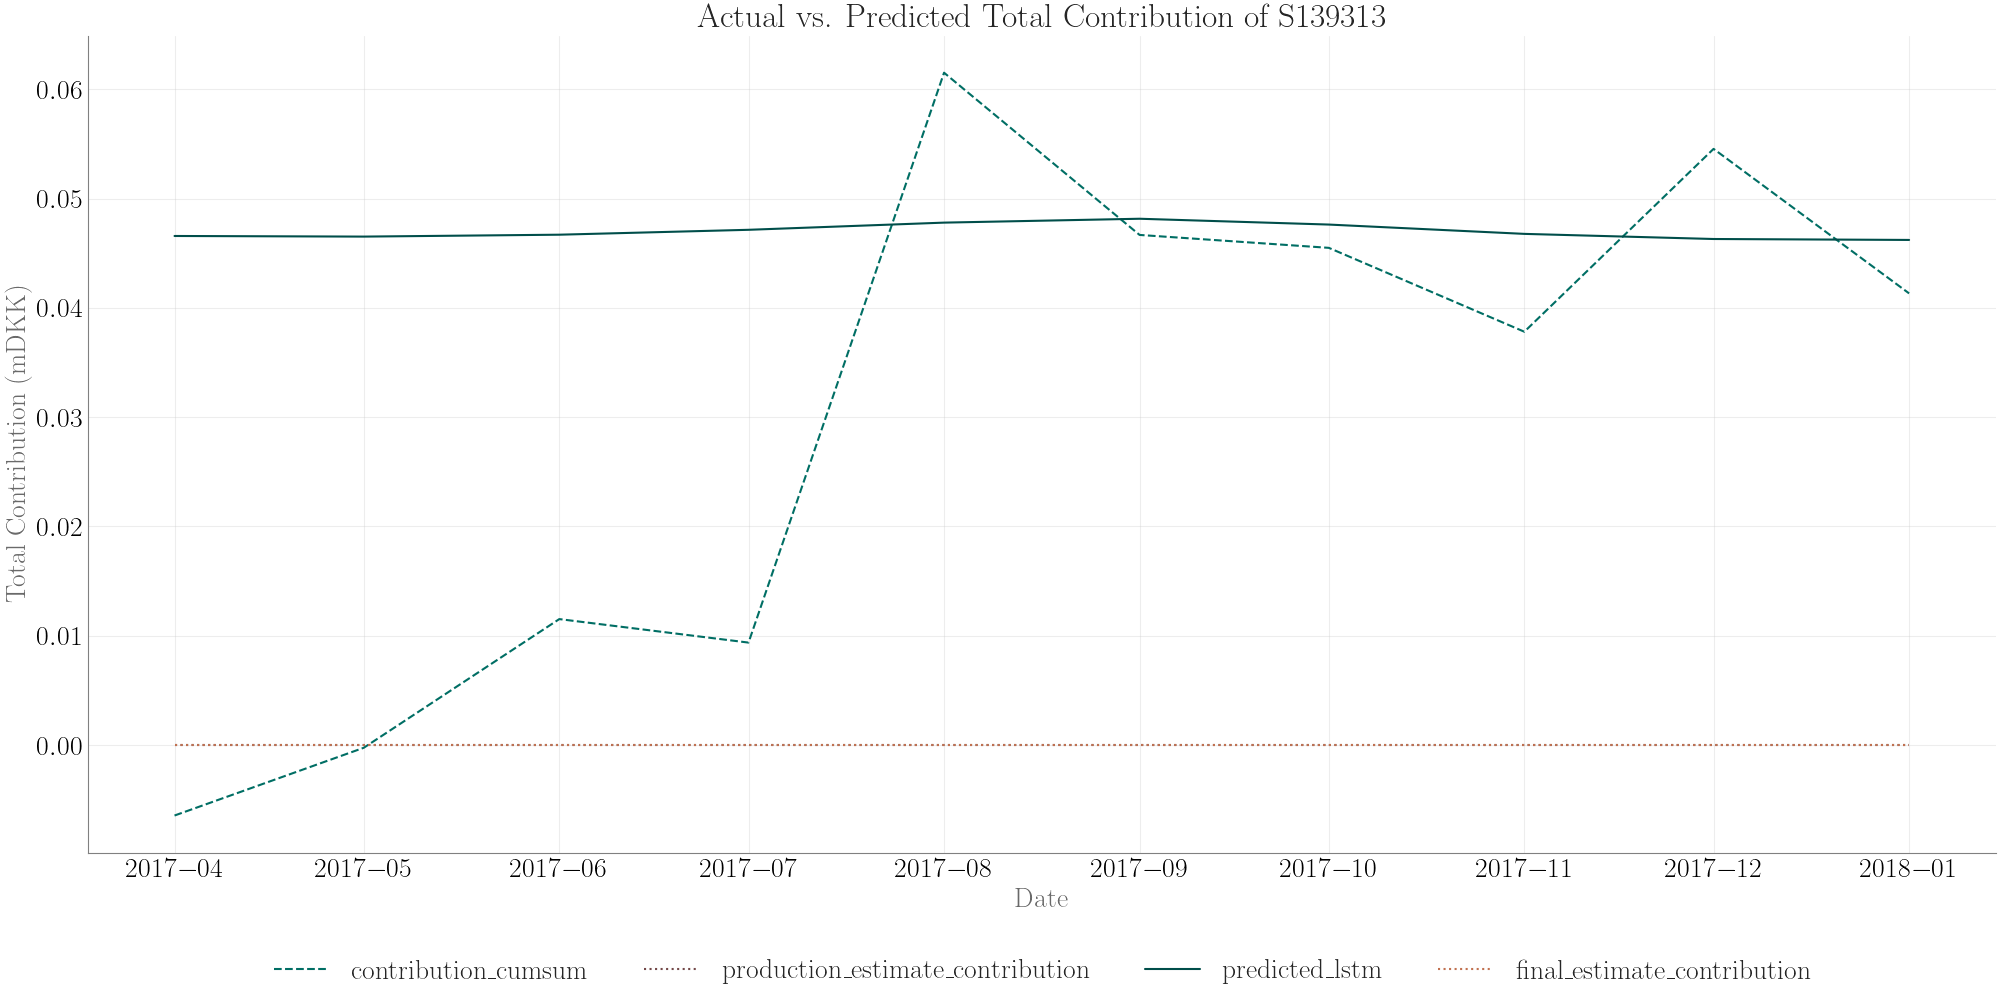 Actual vs. Predicted Total Contribution of S139313
Total Contribution (mDKK)
0.06
0.05
0.04
0.03
0.02
0.01
0.00
2017–04 2017–05 2017–06 2017–07 2017–08 2017–09 2017–10 2017–11 2017–12 2018–01
Date
contribution_cumsum production_estimate_contribution predicted_lstm final_estimate_contribution